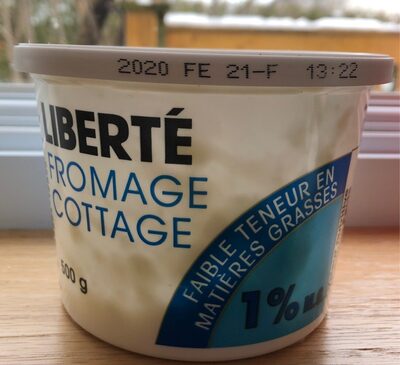 2020 FE 21-F 13:22
LIBERTÉ
FROMAGE
COTTAGE
500 g
FAIBLE TENEUR EN
MATIÈRES GRASSES
1% M.G.